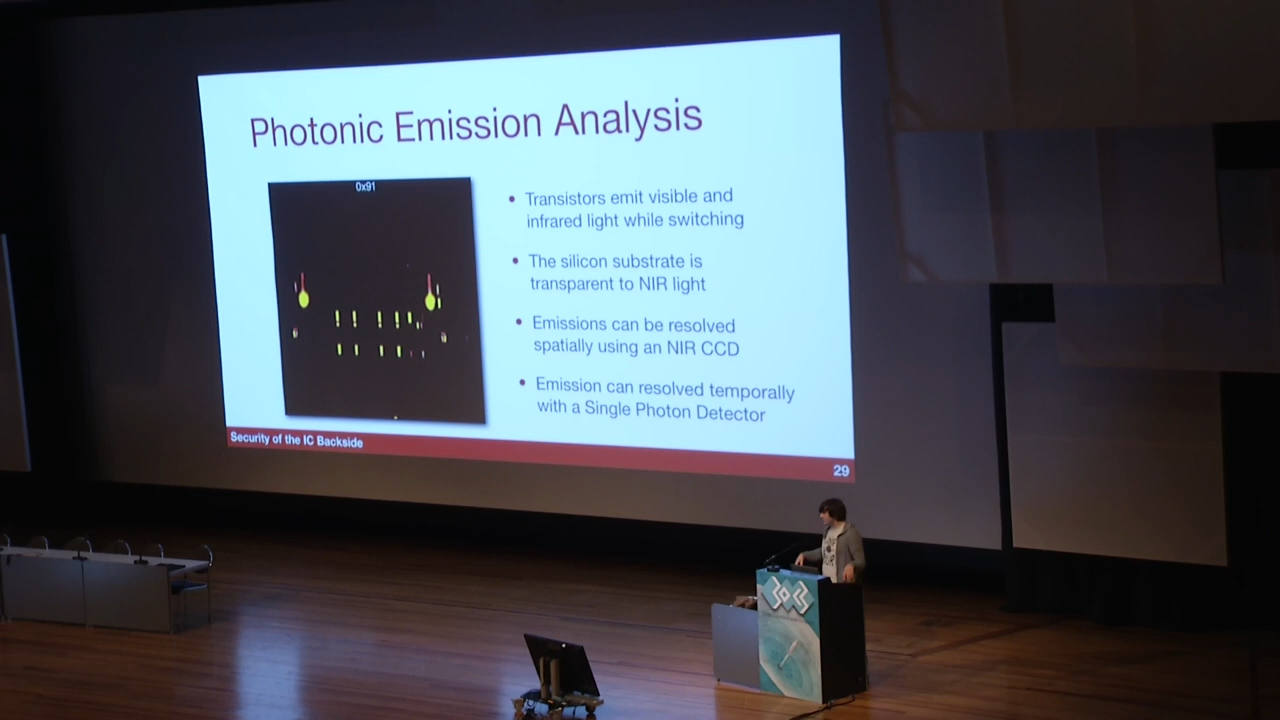 Photonic Emission Analysis
0x91
• Transistors emit visible and
infrared light while switching
• The silicon substrate is
transparent to NIR light
• Emissions can be resolved
spatially using an NIR CCD
• Emission can resolved temporally
with a Single Photon Detector
Security of the IC Backside
29
30C3